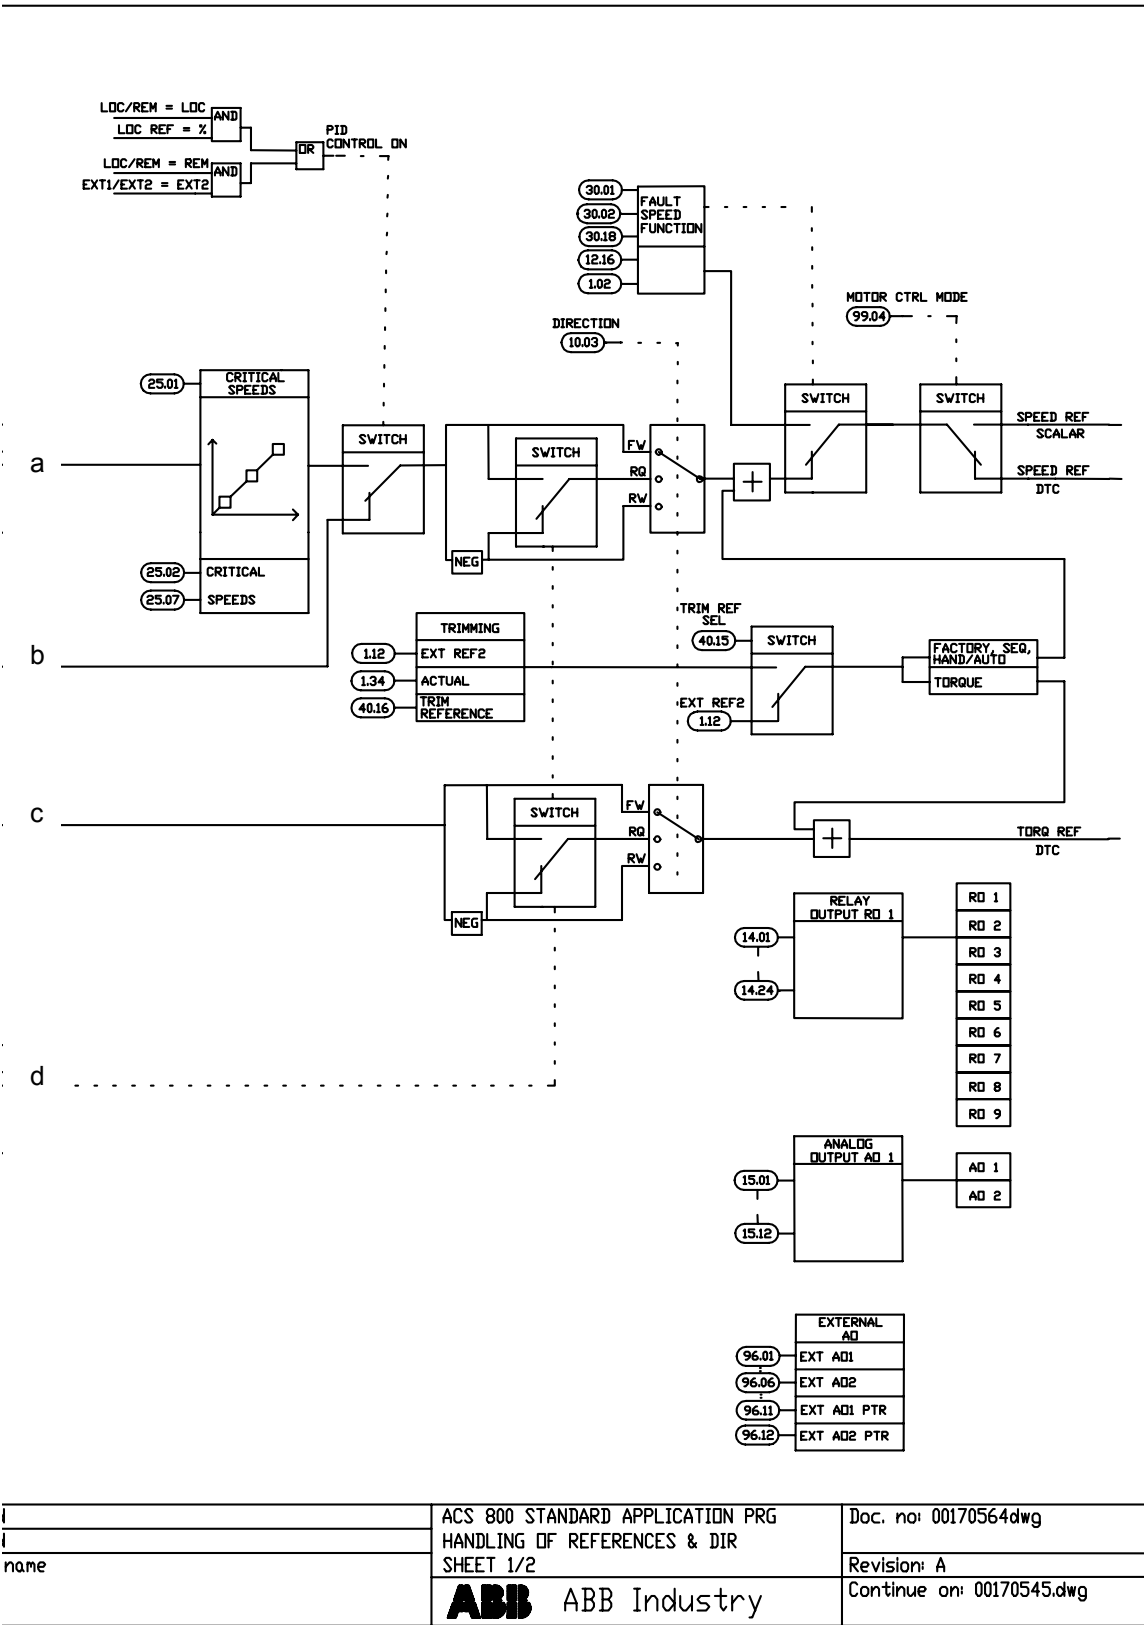 LOC/REM = LOC
AND
LOC REF = %
PID
CONTROL ON
OR
LOC/REM = REM
AND
EXT1/EXT2 = EXT2
30.01
30.02
30.18
12.16
1.02
FAULT
SPEED
FUNCTION
MOTOR CTRL MODE
99.04
DIRECTION
10.03
25.01
CRITICAL
SPEEDS
SWITCH
SWITCH
SWITCH
SWITCH
SPEED REF
SCALAR
SPEED REF
DTC
a
FW
RQ
RW
+
NEG
25.02
CRITICAL
25.07
SPEEDS
b
TRIMMING
1.12
EXT REF2
1.34
ACTUAL
40.16
TRIM
REFERENCE
TRIM REF
SEL
40.15
SWITCH
EXT REF2
1.12
FACTORY, SEQ,
HAND/AUTO
TORQUE
c
SWITCH
FW
RQ
RW
NEG
+
TORQ REF
DTC
RELAY
OUTPUT RO 1
14.01
14.24
RO 1
RO 2
RO 3
RO 4
RO 5
RO 6
RO 7
RO 8
RO 9
d
ANALOG
OUTPUT AO 1
15.01
15.12
AO 1
AO 2
EXTERNAL
AO
96.01
EXT AO1
96.06
EXT AO2
96.11
EXT AO1 PTR
96.12
EXT AO2 PTR
name
ACS 800 STANDARD APPLICATION PRG
HANDLING OF REFERENCES & DIR
SHEET 1/2
ABB ABB Industry
Doc. no: 00170564dwg
Revision: A
Continue on: 00170545.dwg